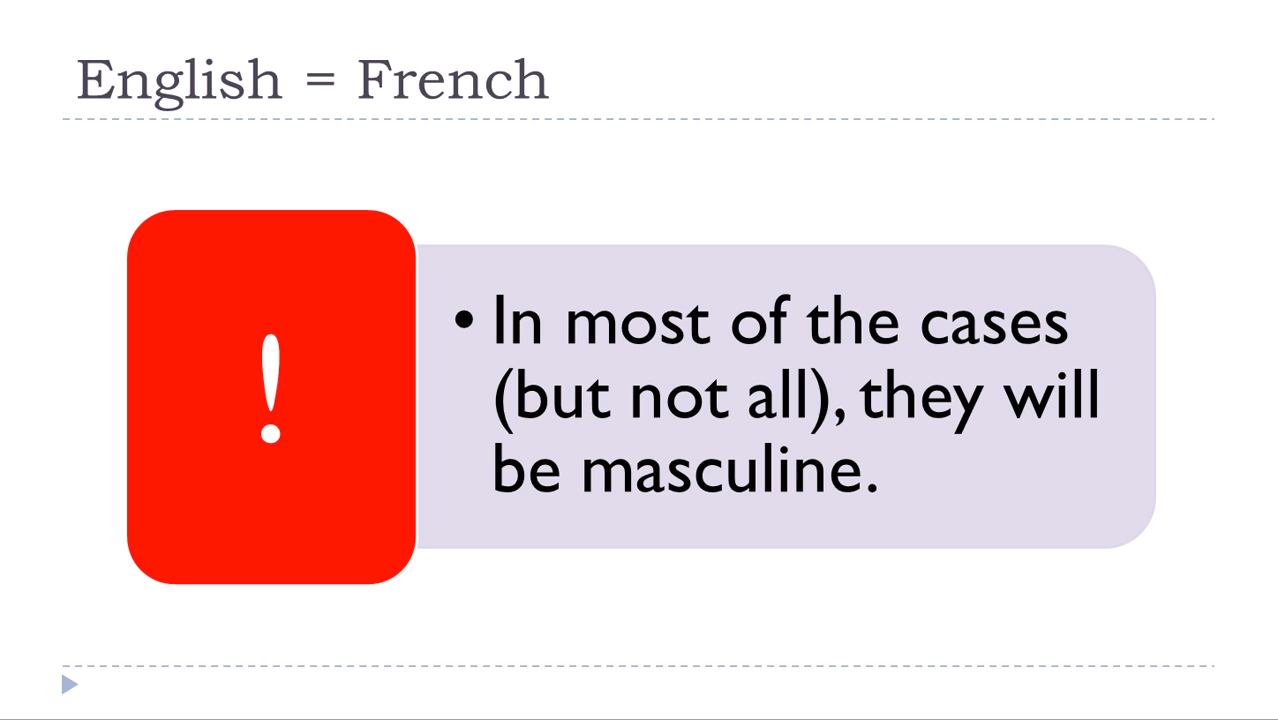 English = French
!
• In most of the cases
(but not all), they will
be masculine.